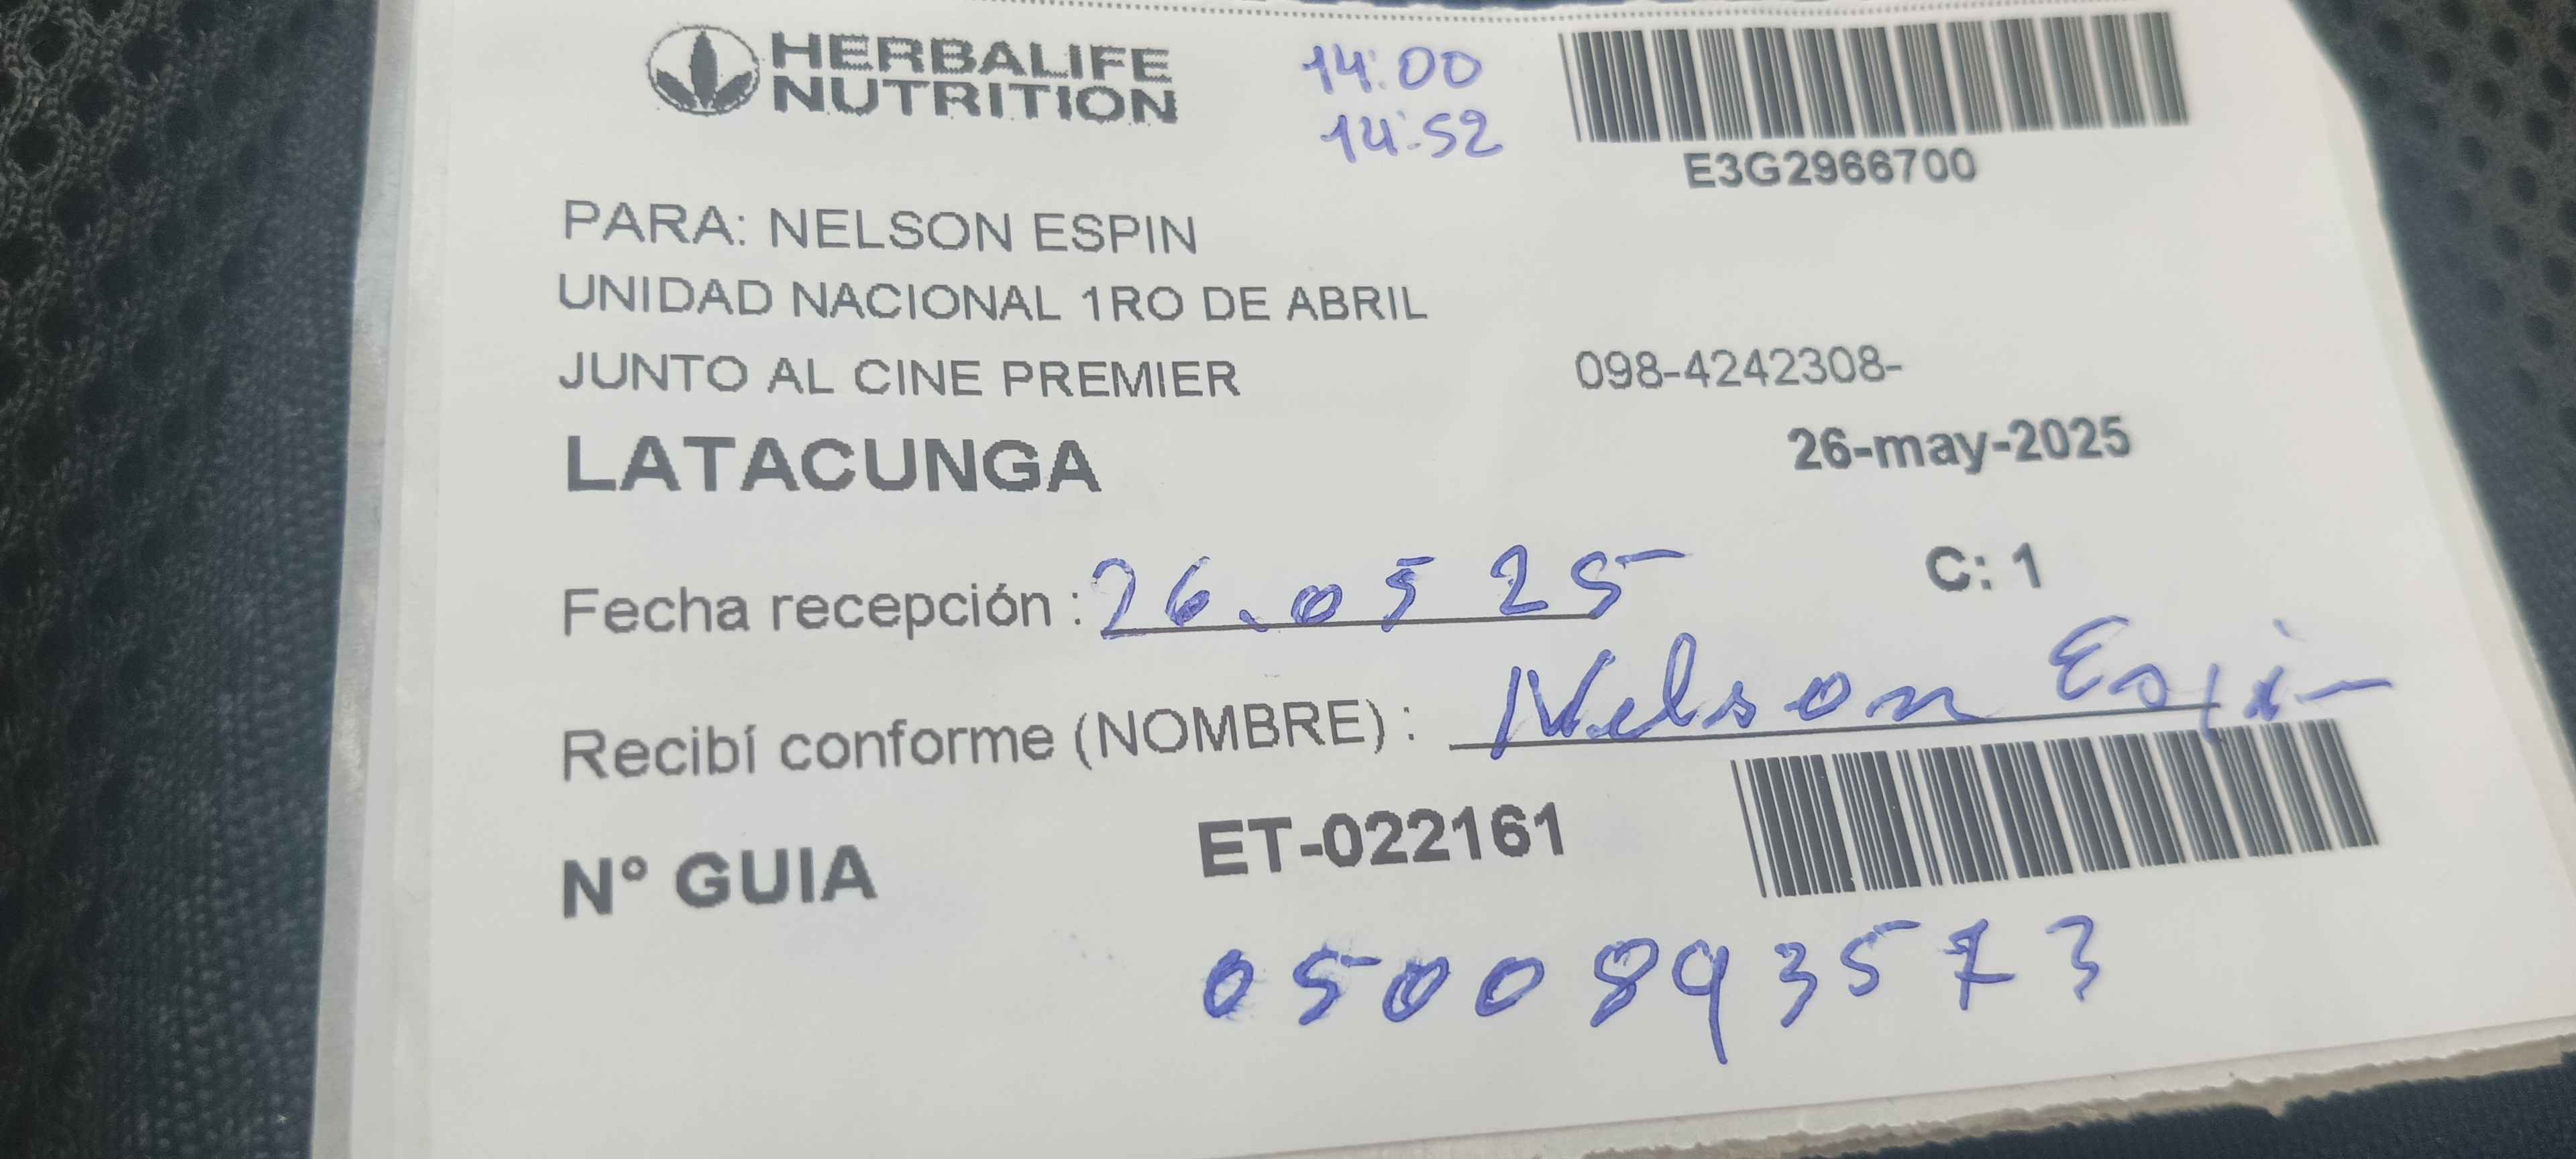 HERBALIFE
NUTRITION
14:00
14:52
E3G2966700
PARA: NELSON ESPIN
UNIDAD NACIONAL 1RO DE ABRIL
JUNTO AL CINE PREMIER
098-4242308-
LATACUNGA
26-may-2025
Fecha recepción : 26.05 25
C: 1
Recibí conforme (NOMBRE) : Nelson Espin
N° GUIA ET-022161
0500893573